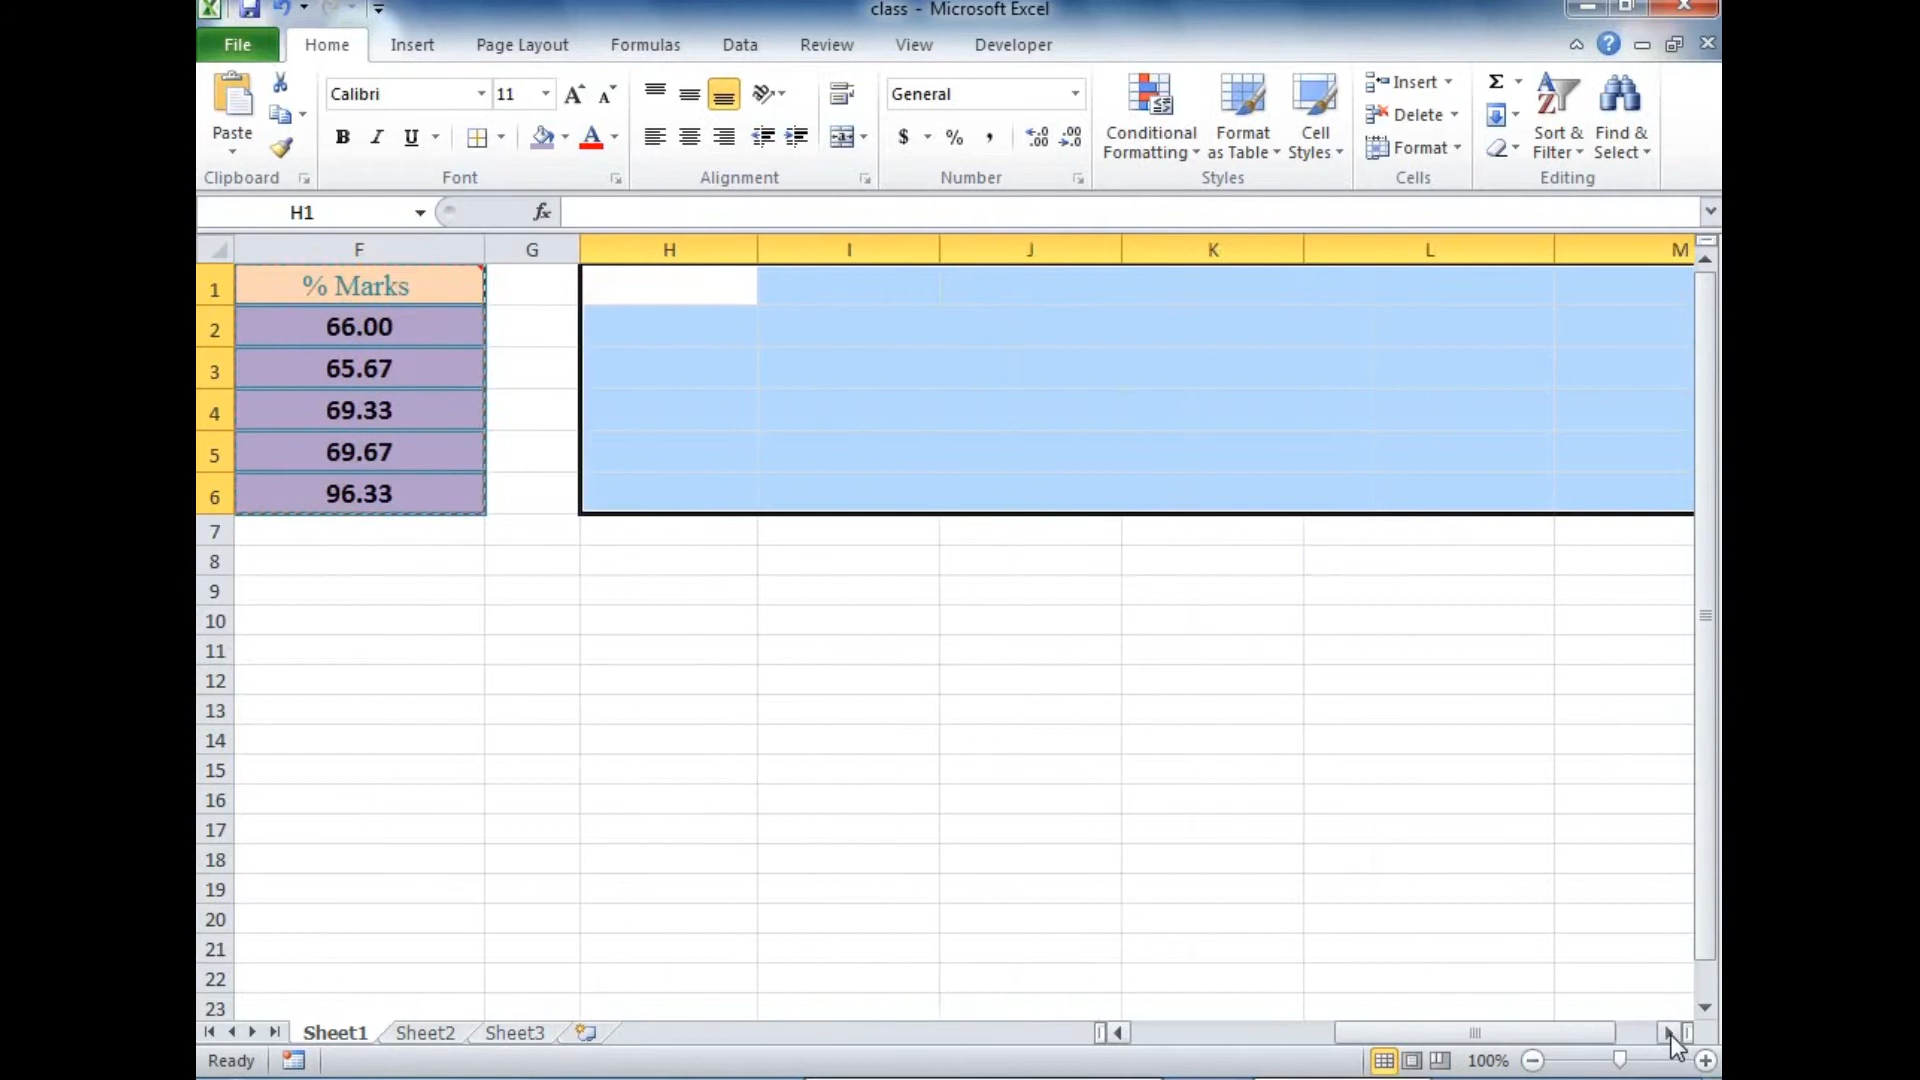 class - Microsoft Excel
File Home Insert Page Layout Formulas Data Review View Developer
Calibri 11 General Insert Σ
Paste B I U A $ % , Conditional Formatting Format as Table Cell Styles Delete Format Sort & Filter Find & Select
Clipboard Font Alignment Number Styles Cells Editing
H1 fx
F G H I J K L M
1 % Marks
2 66.00
3 65.67
4 69.33
5 69.67
6 96.33
7
8
9
10
11
12
13
14
15
16
17
18
19
20
21
22
23
Sheet1 Sheet2 Sheet3
Ready 100%